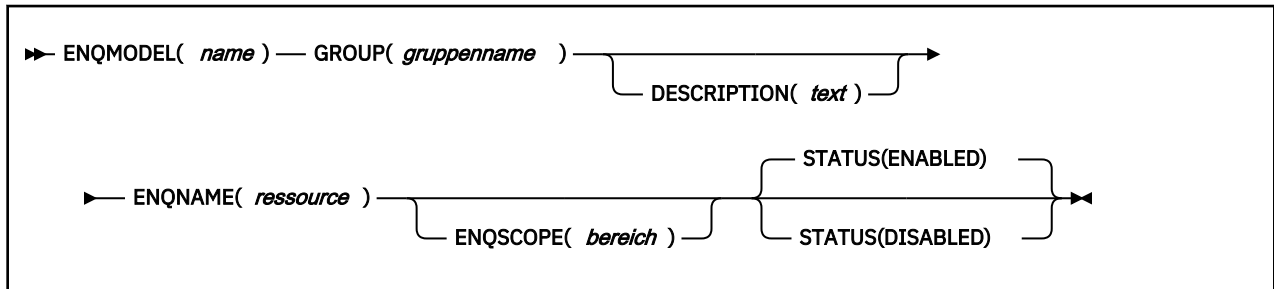 ENQMODEL( name ) GROUP( gruppenname )
DESCRIPTION( text )
STATUS(ENABLED)
ENQNAME( ressource )
ENQSCOPE( bereich )
STATUS(DISABLED)